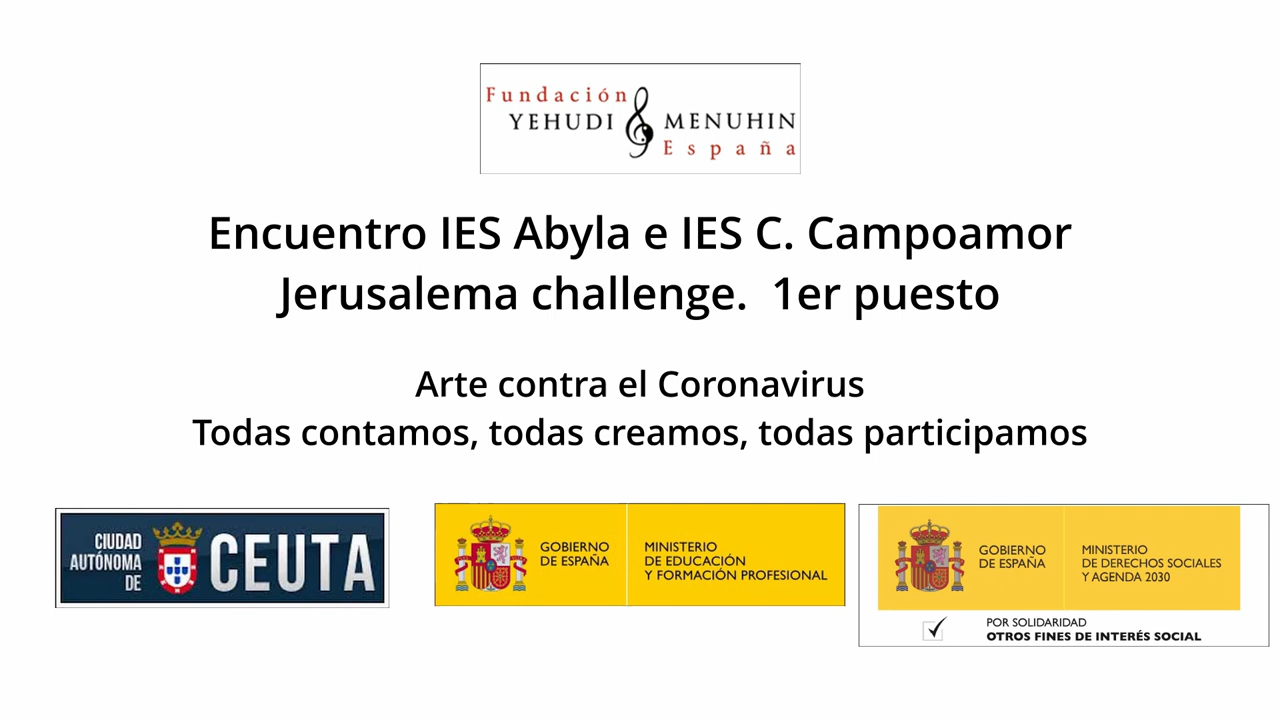 Fundación
YEHUDI MENUHIN
España
Encuentro IES Abyla e IES C. Campoamor
Jerusalema challenge. 1er puesto
Arte contra el Coronavirus
Todas contamos, todas creamos, todas participamos
CIUDAD
AUTÓNOMA
DE
CEUTA
GOBIERNO
DE ESPAÑA
MINISTERIO
DE EDUCACIÓN
Y FORMACIÓN PROFESIONAL
GOBIERNO
DE ESPAÑA
MINISTERIO
DE DERECHOS SOCIALES
Y AGENDA 2030
POR SOLIDARIDAD
OTROS FINES DE INTERÉS SOCIAL